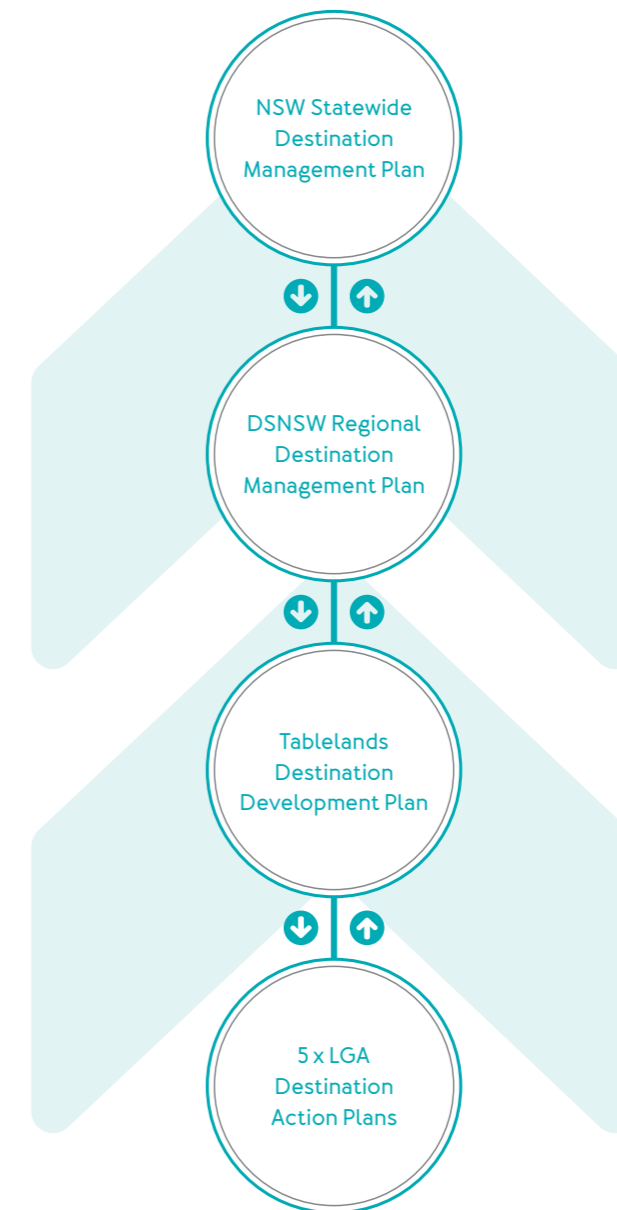 NSW Statewide
Destination
Management Plan
DSNSW Regional
Destination
Management Plan
Tablelands
Destination
Development Plan
5 x LGA
Destination
Action Plans